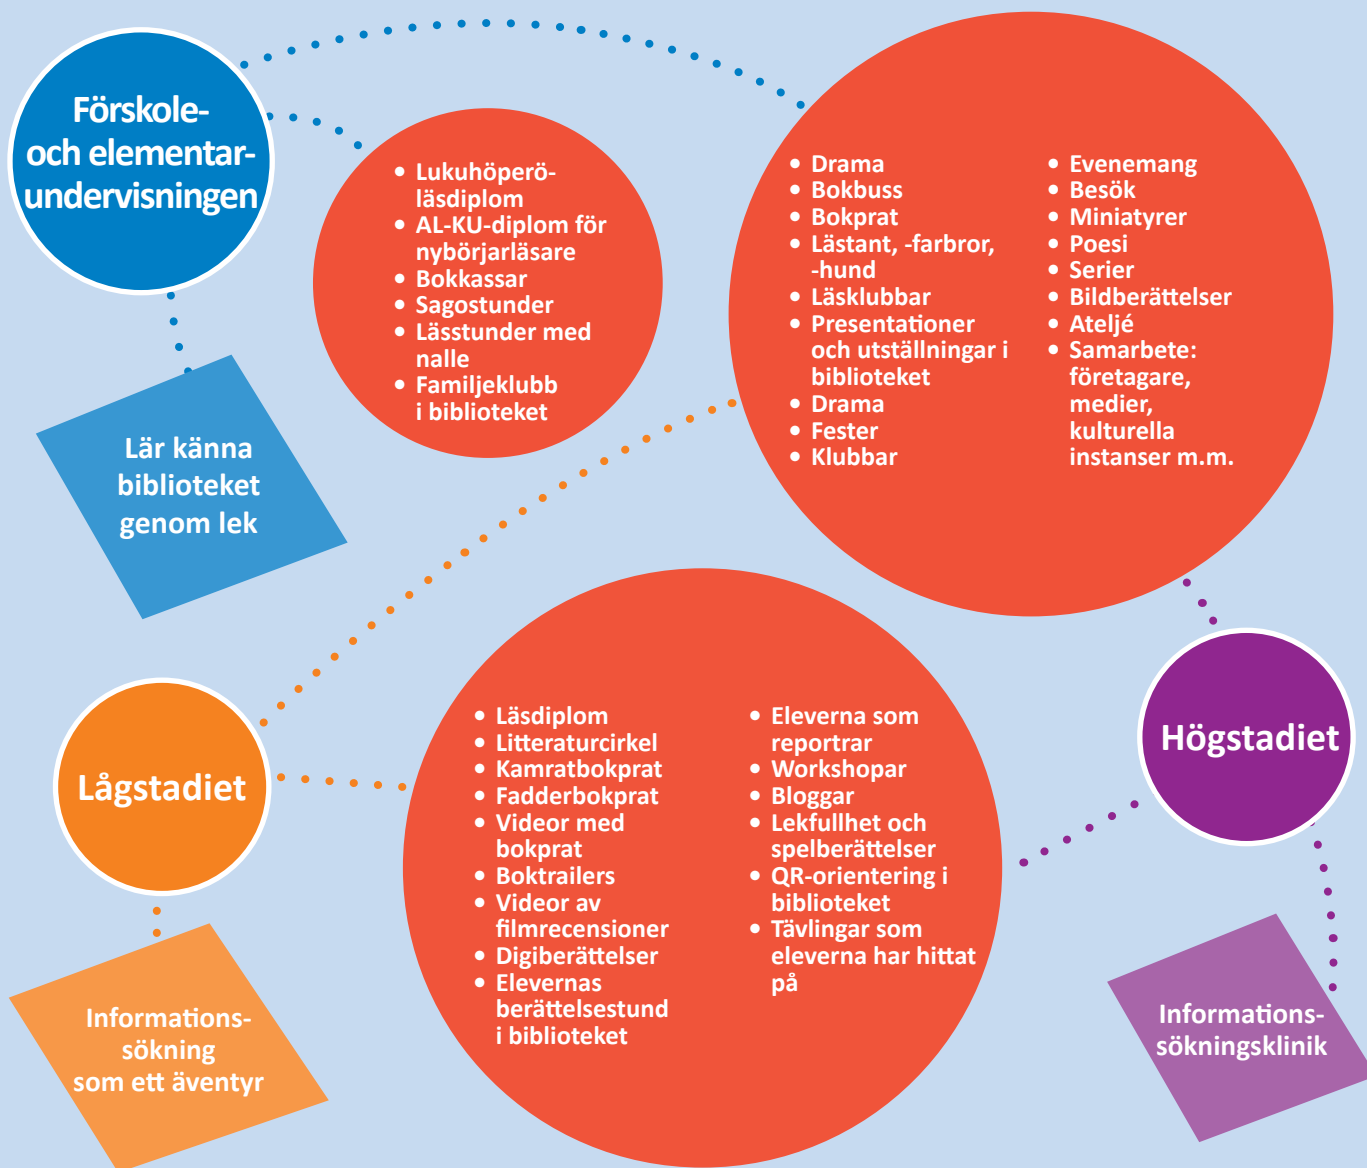 Förskole-
och elementar-
undervisningen
• Lukuhöperö-
läsdiplom
• AL-KU-diplom för
nybörjarläsare
• Bokkassar
• Sagostunder
• Lässtunder med
nalle
• Familjeklubb
i biblioteket
• Drama
• Bokbuss
• Bokprat
• Lästant, -farbror,
-hund
• Läsklubbar
• Presentationer
och utställningar i
biblioteket
• Drama
• Fester
• Klubbar
• Evenemang
• Besök
• Miniatyrer
• Poesi
• Serier
• Bildberättelser
• Ateljé
• Samarbete:
företagare,
medier,
kulturella
instanser m.m.
Lär känna
biblioteket
genom lek
Lågstadiet
• Läsdiplom
• Litteraturcirkel
• Kamratbokprat
• Fadderbokprat
• Videor med
bokprat
• Boktrailers
• Videor av
filmrecensioner
• Digiberättelser
• Elevernas
berättelsestund
i biblioteket
• Eleverna som
reportrar
• Workshopar
• Bloggar
• Lekfullhet och
spelberättelser
• QR-orientering i
biblioteket
• Tävlingar som
eleverna har hittat
på
Högstadiet
Informations-
sökning
som ett äventyr
Informations-
sökningsklinik